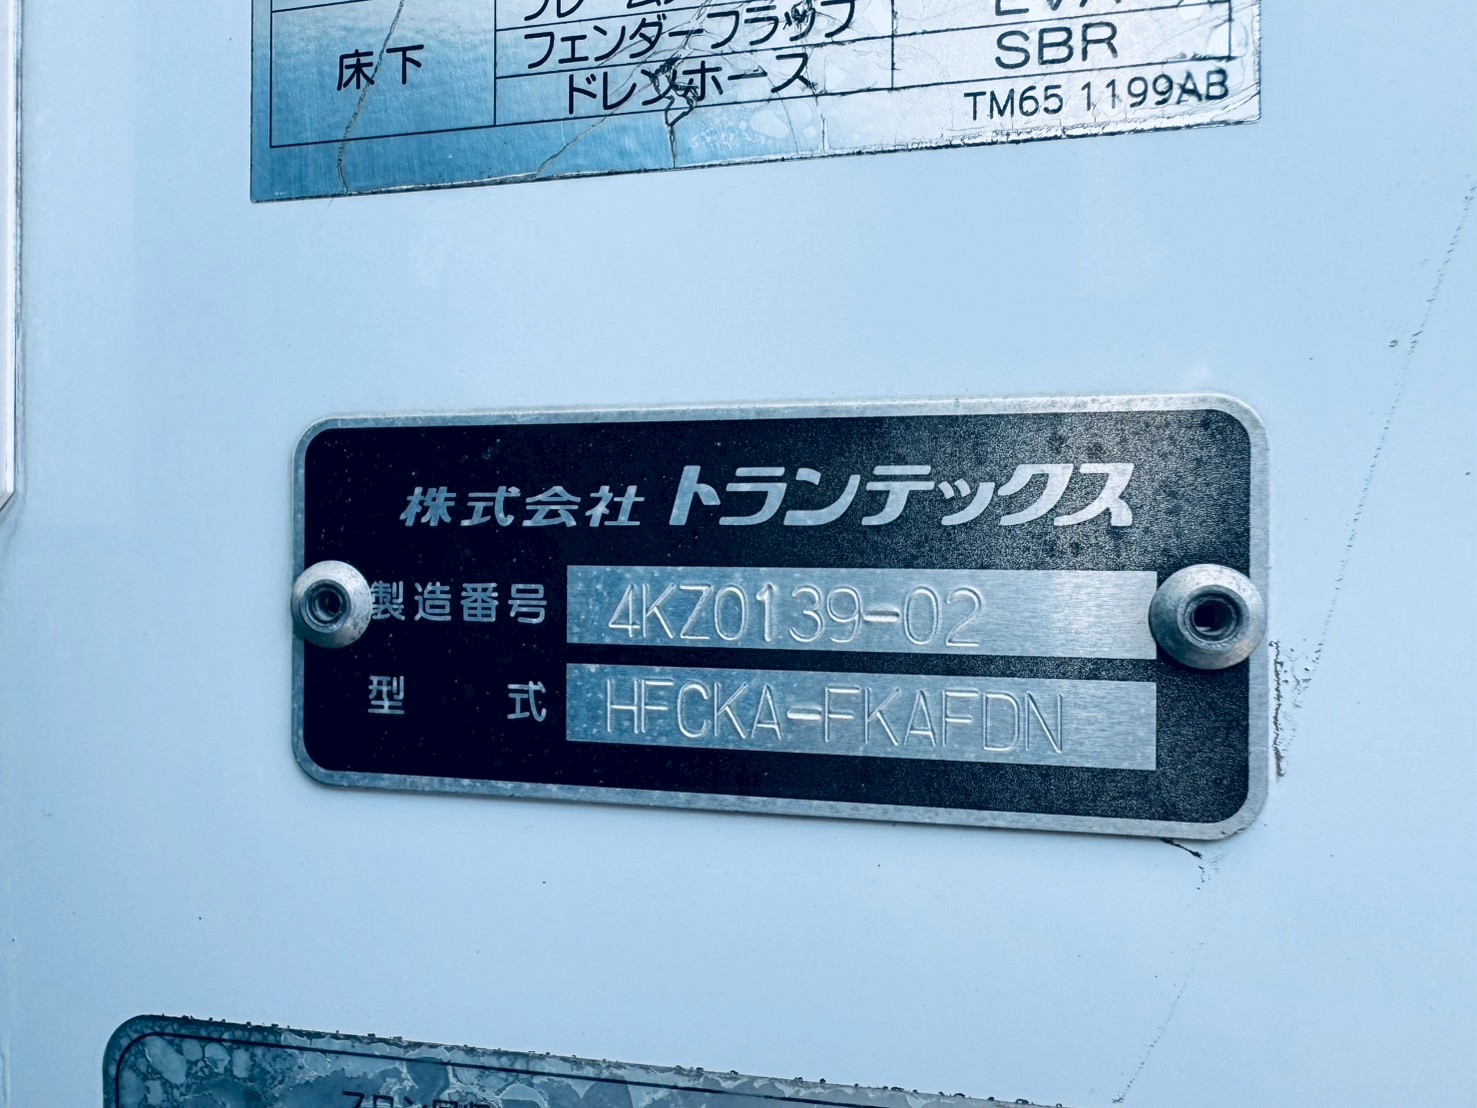 床下
フェンダーフラップ
SBR
ドレンホース
TM65 1199AB
株式会社 トランテックス
製造番号 4KZ0139-02
型式 HFCKA-FKAFDN